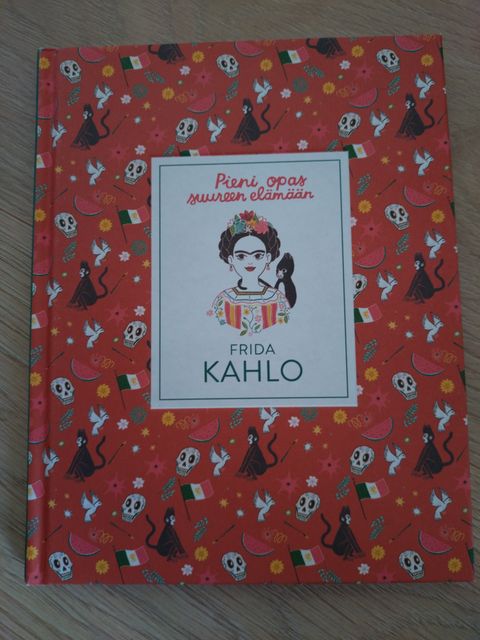 Pieni opas
suureen elämään
FRIDA
KAHLO